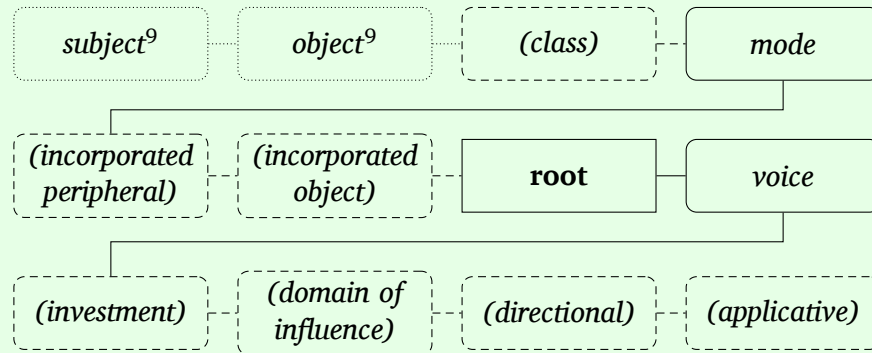 subject⁹ object⁹ (class) mode
(incorporated peripheral) (incorporated object) root voice
(investment) (domain of influence) (directional) (applicative)